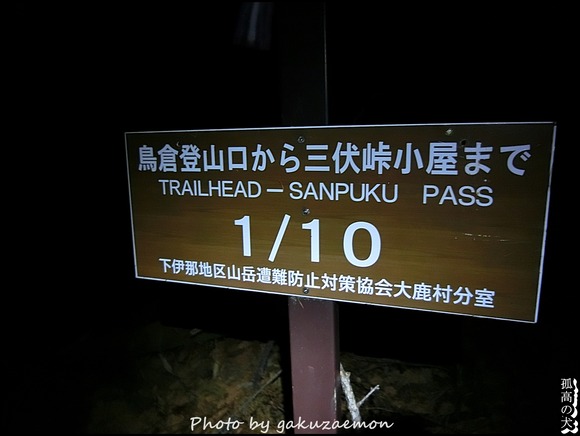 鳥倉登山口から三伏峠小屋まで
TRAILHEAD － SANPUKU PASS
1/10
下伊那地区山岳遭難防止対策協会大鹿村分室
孤高の犬
Photo by gakuzaemon